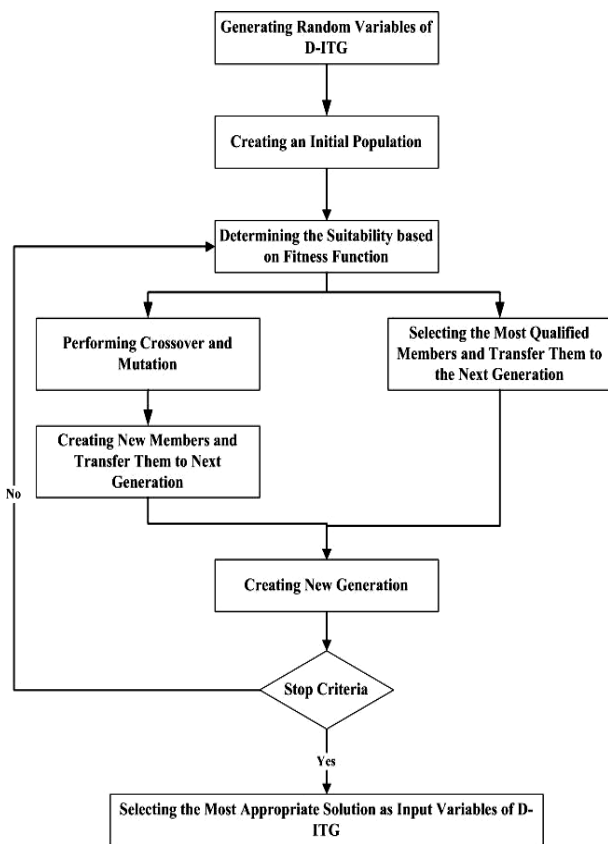 Generating Random Variables of
D-ITG
Creating an Initial Population
Determining the Suitability based
on Fitness Function
Performing Crossover and
Mutation
Selecting the Most Qualified
Members and Transfer Them to
the Next Generation
Creating New Members and
Transfer Them to Next
Generation
No
Creating New Generation
Stop Criteria
Yes
Selecting the Most Appropriate Solution as Input Variables of D-
ITG